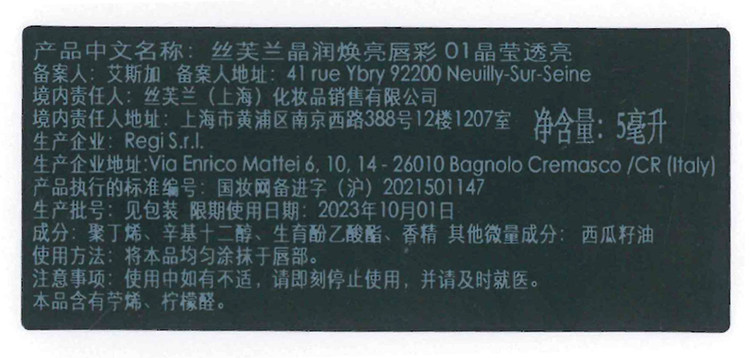 产品中文名称：丝芙兰晶润焕亮唇彩 01晶莹透亮
备案人：艾斯加 备案人地址：41 rue Ybry 92200 Neuilly-Sur-Seine
境内责任人：丝芙兰（上海）化妆品销售有限公司
境内责任人地址：上海市黄浦区南京西路388号12楼1207室
净含量：5毫升
生产企业：Regi S.r.l.
生产企业地址:Via Enrico Mattei 6, 10, 14 - 26010 Bagnolo Cremasco /CR (Italy)
产品执行的标准编号：国妆网备进字（沪）2021501147
生产批号：见包装 限期使用日期：2023年10月01日
成分：聚丁烯、辛基十二醇、生育酚乙酸酯、香精 其他微量成分：西瓜籽油
使用方法：将本品均匀涂抹于唇部。
注意事项：使用中如有不适，请即刻停止使用，并请及时就医。
本品含有苧烯、柠檬醛。